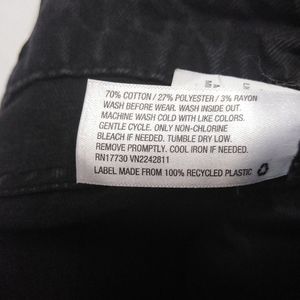 70% COTTON / 27% POLYESTER / 3% RAYON
WASH BEFORE WEAR. WASH INSIDE OUT.
MACHINE WASH COLD WITH LIKE COLORS.
GENTLE CYCLE. ONLY NON-CHLORINE
BLEACH IF NEEDED. TUMBLE DRY LOW.
REMOVE PROMPTLY. COOL IRON IF NEEDED.
RN17730 VN2242811
LABEL MADE FROM 100% RECYCLED PLASTIC